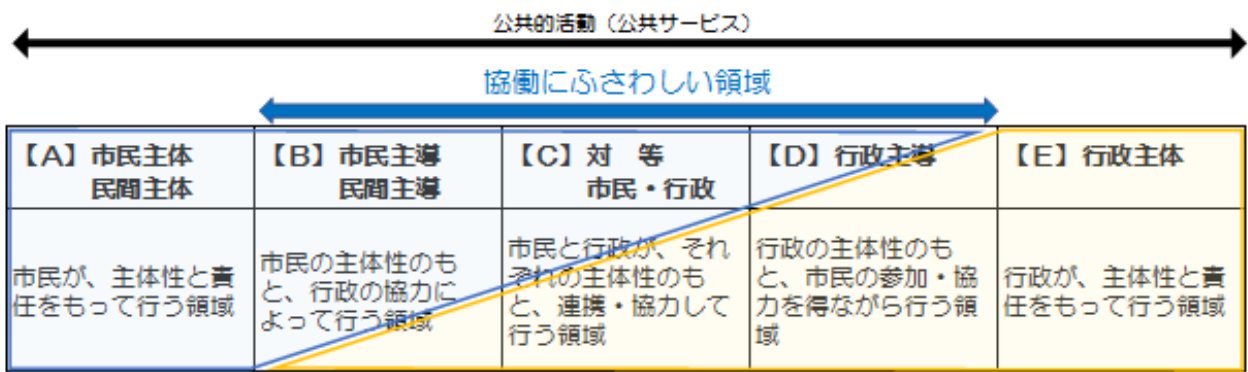 公共的活動（公共サービス）
協働にふさわしい領域
【A】市民主体
民間主体
【B】市民主導
民間主導
【C】対　等
市民・行政
【D】行政主導
【E】行政主体
市民が、主体性と責
任をもって行う領域
市民の主体性のも
と、行政の協力に
よって行う領域
市民と行政が、それ
ぞれの主体性のも
と、連携・協力して
行う領域
行政の主体性のも
と、市民の参加・協
力を得ながら行う領
域
行政が、主体性と責
任をもって行う領域